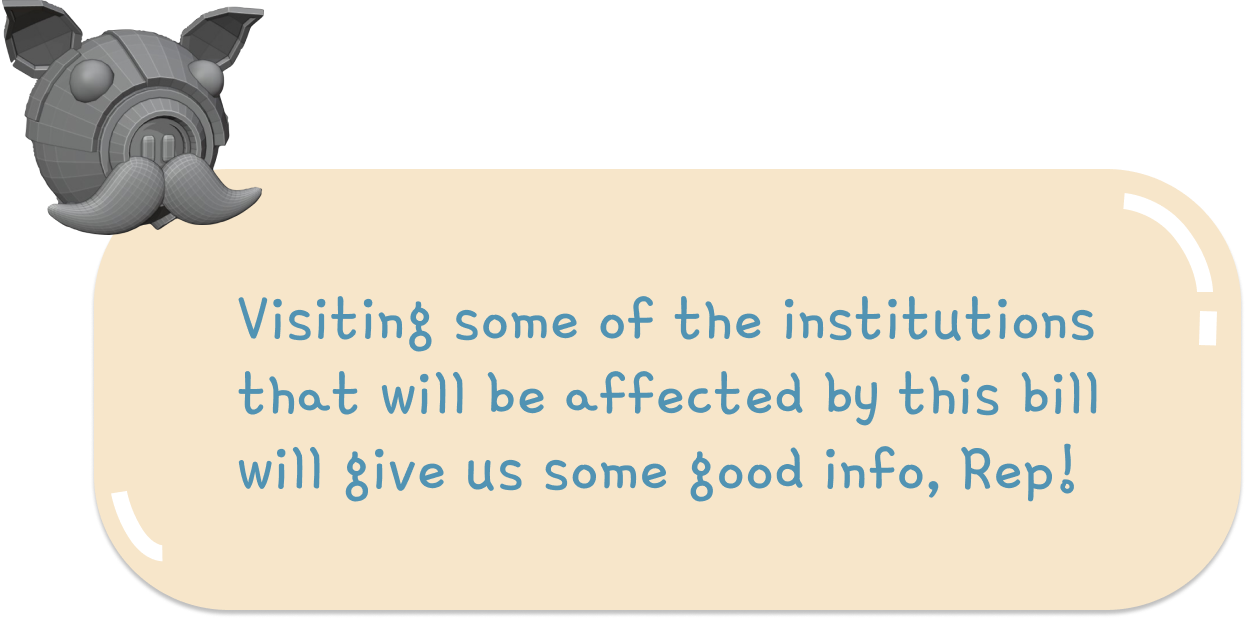 Visiting some of the institutions
that will be affected by this bill
will give us some good info, Rep!